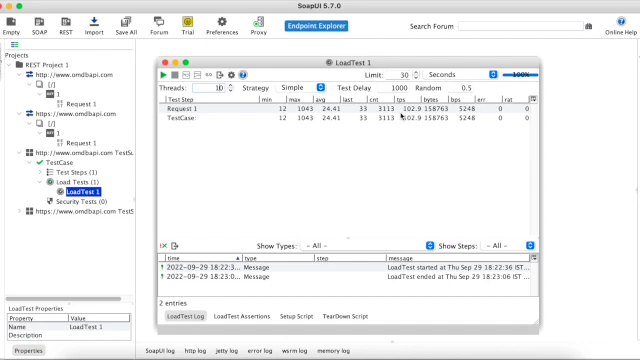 SoapUI 5.7.0
Empty SOAP REST Import Save All Forum Trial Preferences Proxy
Endpoint Explorer
Search Forum
Online Help
Projects
REST Project 1
http://www.omdbapi.com
[/]
1
Request 1
https://www.omdbapi.com
[/]
1
Request 1
http://www.omdbapi.com TestSu
TestCase
Test Steps (1)
Load Tests (1)
LoadTest 1
Security Tests (0)
https://www.omdbapi.com TestS
LoadTest Properties
Property Value
Name LoadTest 1
Description
Properties
LoadTest 1
Limit: 30 Seconds 100%
Threads: 10 Strategy Simple Test Delay 1000 Random 0.5
Test Step min max avg last cnt tps bytes bps err rat
Request 1 12 1043 24.41 33 3113 102.9 158763 5248 0 0
TestCase: 12 1043 24.41 33 3113 102.9 158763 5248 0 0
Show Types: - All - Show Steps: - All -
time type step message
2022-09-29 18:22:3... Message LoadTest started at Thu Sep 29 18:22:36 IST...
2022-09-29 18:23:0... Message LoadTest ended at Thu Sep 29 18:23:06 IST...
2 entries
LoadTest Log LoadTest Assertions Setup Script TearDown Script
SoapUI log http log jetty log error log wsrm log memory log